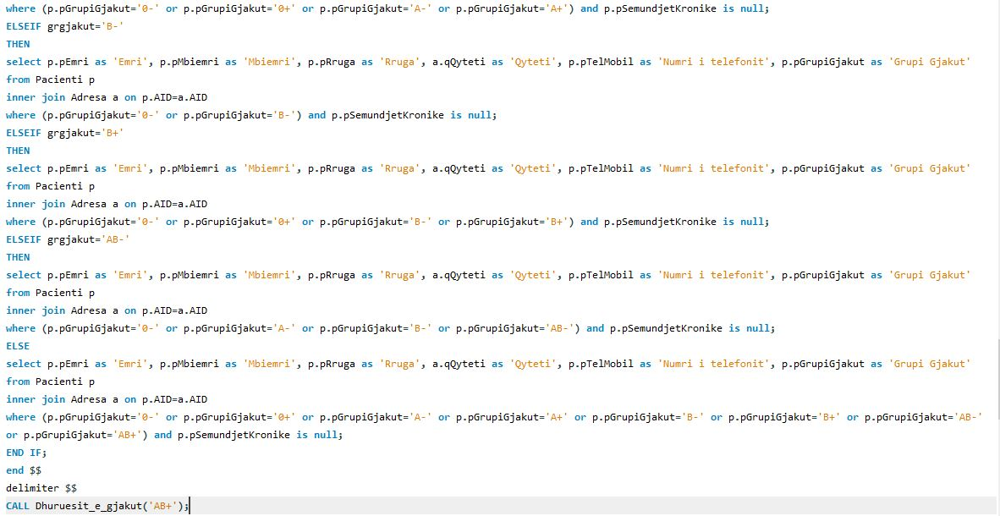 where (p.pGrupiGjakut='0-' or p.pGrupiGjakut='0+' or p.pGrupiGjakut='A-' or p.pGrupiGjakut='A+') and p.pSemundjetKronike is null;
ELSEIF grgjakut='B-'
THEN
select p.pEmri as 'Emri', p.pMbiemri as 'Mbiemri', p.pRruga as 'Rruga', a.qQyteti as 'Qyteti', p.pTelMobil as 'Numri i telefonit', p.pGrupiGjakut as 'Grupi Gjakut'
from Pacienti p
inner join Adresa a on p.AID=a.AID
where (p.pGrupiGjakut='0-' or p.pGrupiGjakut='B-') and p.pSemundjetKronike is null;
ELSEIF grgjakut='B+'
THEN
select p.pEmri as 'Emri', p.pMbiemri as 'Mbiemri', p.pRruga as 'Rruga', a.qQyteti as 'Qyteti', p.pTelMobil as 'Numri i telefonit', p.pGrupiGjakut as 'Grupi Gjakut'
from Pacienti p
inner join Adresa a on p.AID=a.AID
where (p.pGrupiGjakut='0-' or p.pGrupiGjakut='0+' or p.pGrupiGjakut='B-' or p.pGrupiGjakut='B+') and p.pSemundjetKronike is null;
ELSEIF grgjakut='AB-'
THEN
select p.pEmri as 'Emri', p.pMbiemri as 'Mbiemri', p.pRruga as 'Rruga', a.qQyteti as 'Qyteti', p.pTelMobil as 'Numri i telefonit', p.pGrupiGjakut as 'Grupi Gjakut'
from Pacienti p
inner join Adresa a on p.AID=a.AID
where (p.pGrupiGjakut='0-' or p.pGrupiGjakut='A-' or p.pGrupiGjakut='B-' or p.pGrupiGjakut='AB-') and p.pSemundjetKronike is null;
ELSE
select p.pEmri as 'Emri', p.pMbiemri as 'Mbiemri', p.pRruga as 'Rruga', a.qQyteti as 'Qyteti', p.pTelMobil as 'Numri i telefonit', p.pGrupiGjakut as 'Grupi Gjakut'
from Pacienti p
inner join Adresa a on p.AID=a.AID
where (p.pGrupiGjakut='0-' or p.pGrupiGjakut='0+' or p.pGrupiGjakut='A-' or p.pGrupiGjakut='A+' or p.pGrupiGjakut='B-' or p.pGrupiGjakut='B+' or p.pGrupiGjakut='AB-'
or p.pGrupiGjakut='AB+') and p.pSemundjetKronike is null;
END IF;
end $$
delimiter $$
CALL Dhuruesit_e_gjakut('AB+');